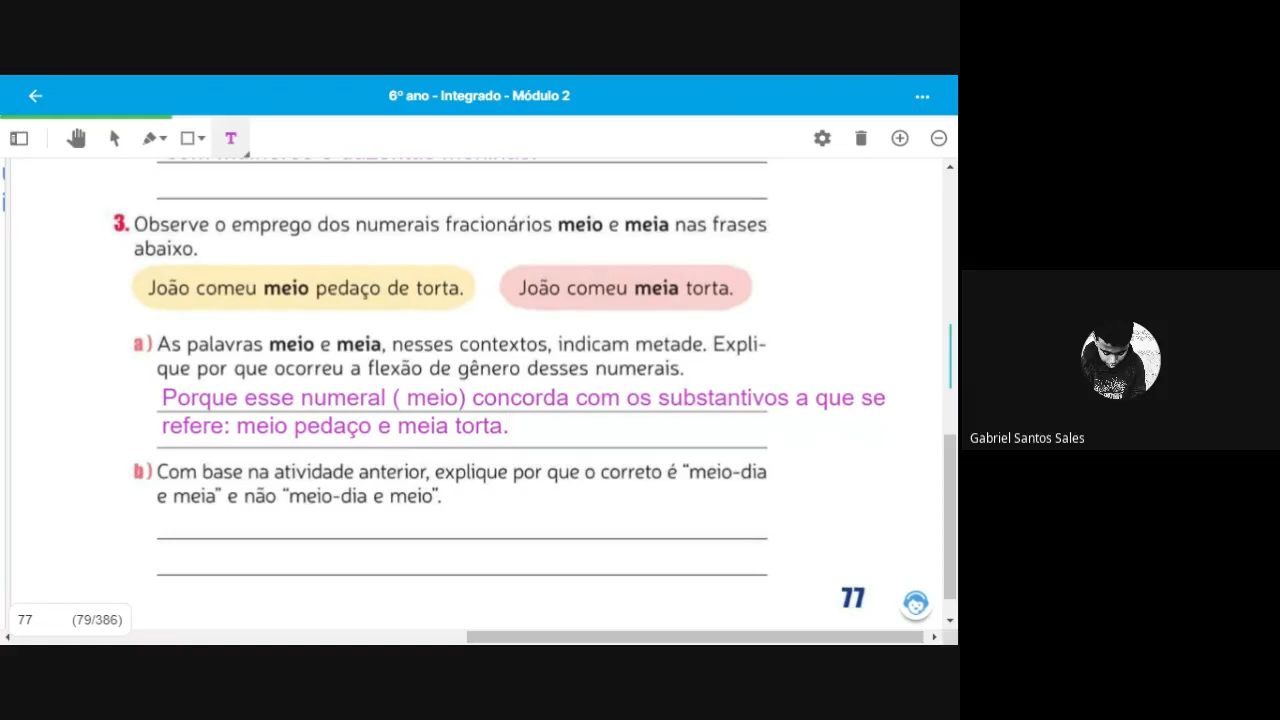 6º ano - Integrado - Módulo 2
T
3. Observe o emprego dos numerais fracionários meio e meia nas frases
abaixo.
João comeu meio pedaço de torta.
João comeu meia torta.
a) As palavras meio e meia, nesses contextos, indicam metade. Expli-
que por que ocorreu a flexão de gênero desses numerais.
Porque esse numeral ( meio) concorda com os substantivos a que se
refere: meio pedaço e meia torta.
b) Com base na atividade anterior, explique por que o correto é “meio-dia
e meia” e não “meio-dia e meio”.
77
77 (79/386)
Gabriel Santos Sales